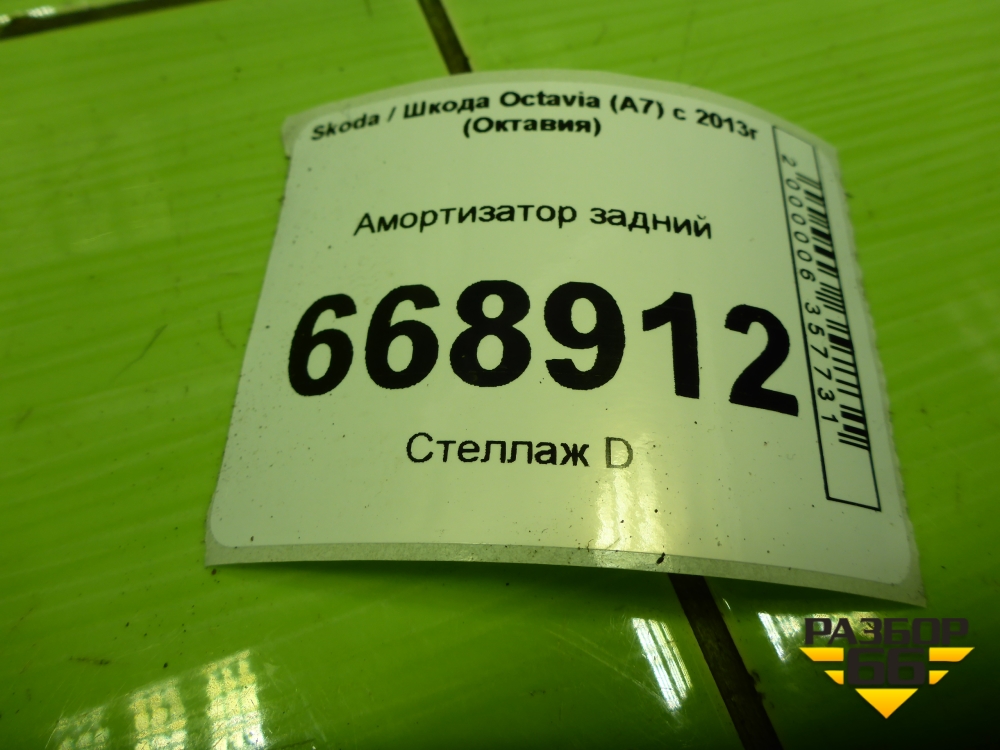 Skoda / Шкода Octavia (A7) с 2013г
(Октавия)
Амортизатор задний
668912
Стеллаж D
2000006357731
РАЗБОР
66